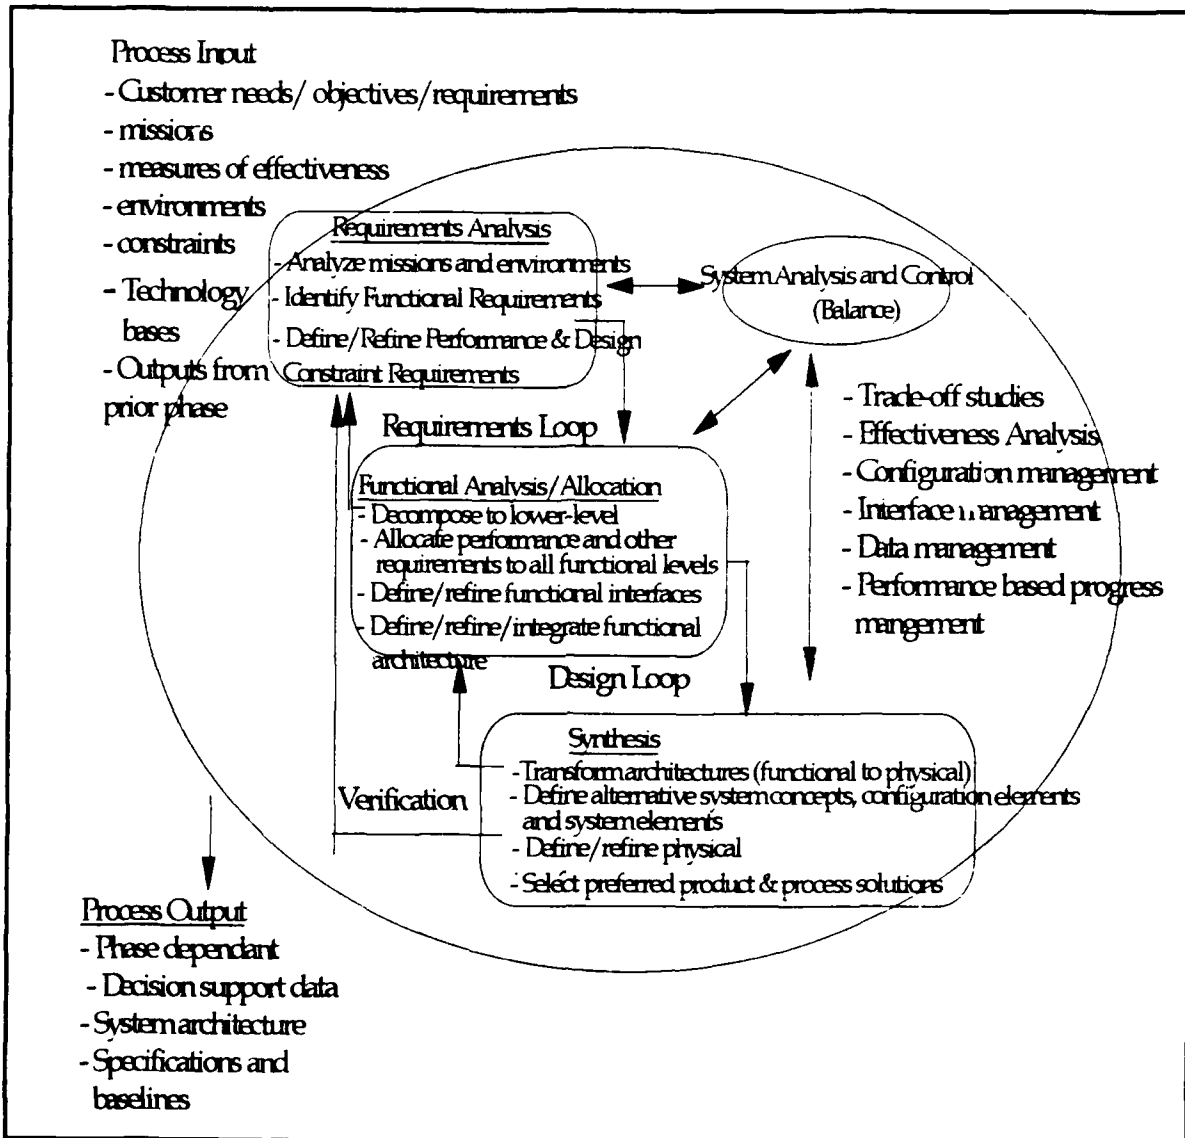 Process Input
- Customer needs/ objectives/requirements
- missions
- measures of effectiveness
- environments
- constraints
- Technology
bases
- Outputs from
prior phase
Requirements Analysis
- Analyze missions and environments
- Identify Functional Requirements
- Define/Refine Performance & Design
Constraint Requirements
System Analysis and Control
(Balance)
Requirements Loop
- Trade-off studies
- Effectiveness Analysis
- Configuration management
- Interface management
- Data management
- Performance based progress
mangement
Functional Analysis/Allocation
- Decompose to lower-level
- Allocate performance and other
requirements to all functional levels
- Define/refine functional interfaces
- Define/refine/integrate functional
architecture
Design Loop
Synthesis
- Transform architectures (functional to physical)
- Define alternative system concepts, configuration elements
and system elements
- Define/refine physical
- Select preferred product & process solutions
Verification
Process Output
- Phase dependant
- Decision support data
- System architecture
- Specifications and
baselines